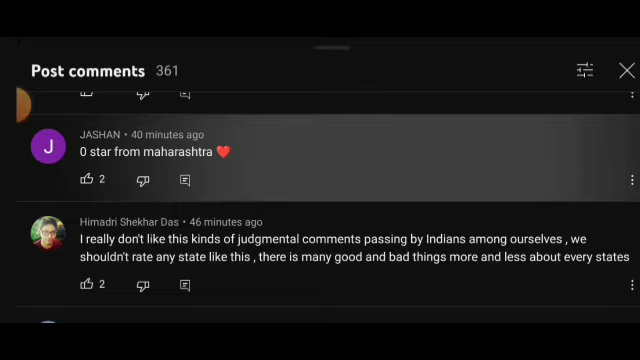 Post comments 361
J
JASHAN • 40 minutes ago
0 star from maharashtra ❤️
2
Himadri Shekhar Das • 46 minutes ago
I really don't like this kinds of judgmental comments passing by Indians among ourselves , we
shouldn't rate any state like this , there is many good and bad things more and less about every states
2